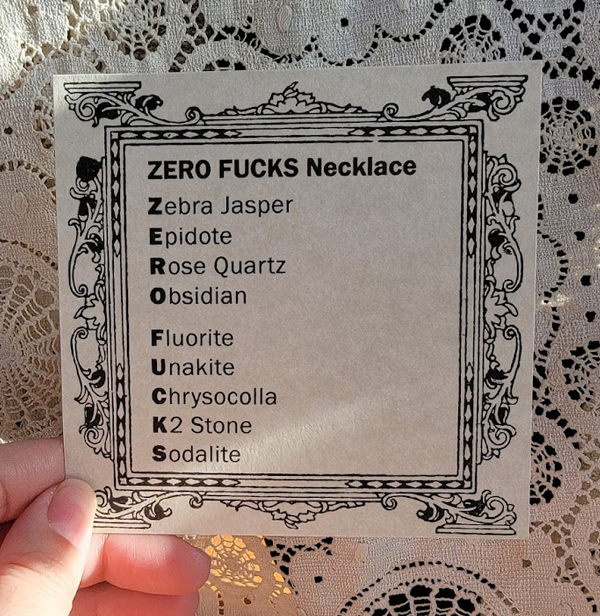 ZERO FUCKS Necklace
Zebra Jasper
Epidote
Rose Quartz
Obsidian
Fluorite
Unakite
Chrysocolla
K2 Stone
Sodalite